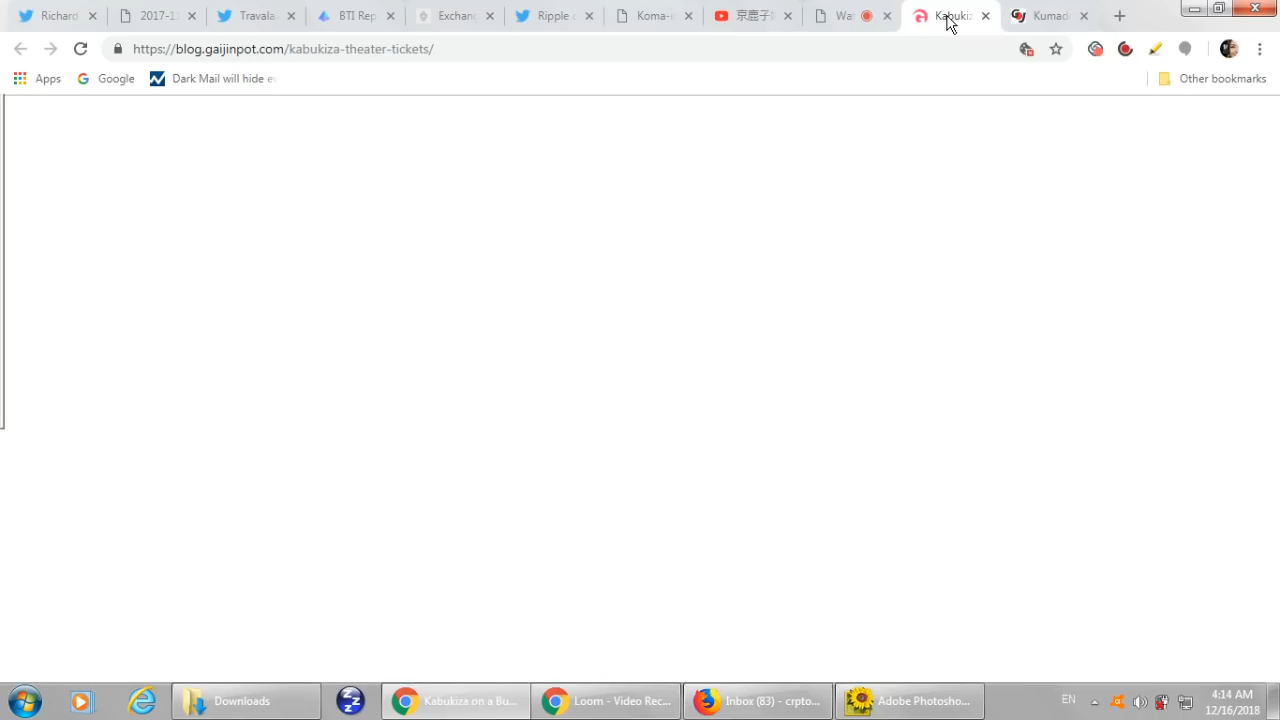 Richard
2017-1
Travala.
BTI Rep
Exchan
Ripple
Koma-i
京鹿子
Wa
Kabukiz
Kumad
https://blog.gaijinpot.com/kabukiza-theater-tickets/
Apps
Google
Dark Mail will hide e
Other bookmarks
Downloads
Kabukiza on a Bu...
Loom - Video Rec...
Inbox (83) - crpto...
Adobe Photosho...
EN
4:14 AM
12/16/2018